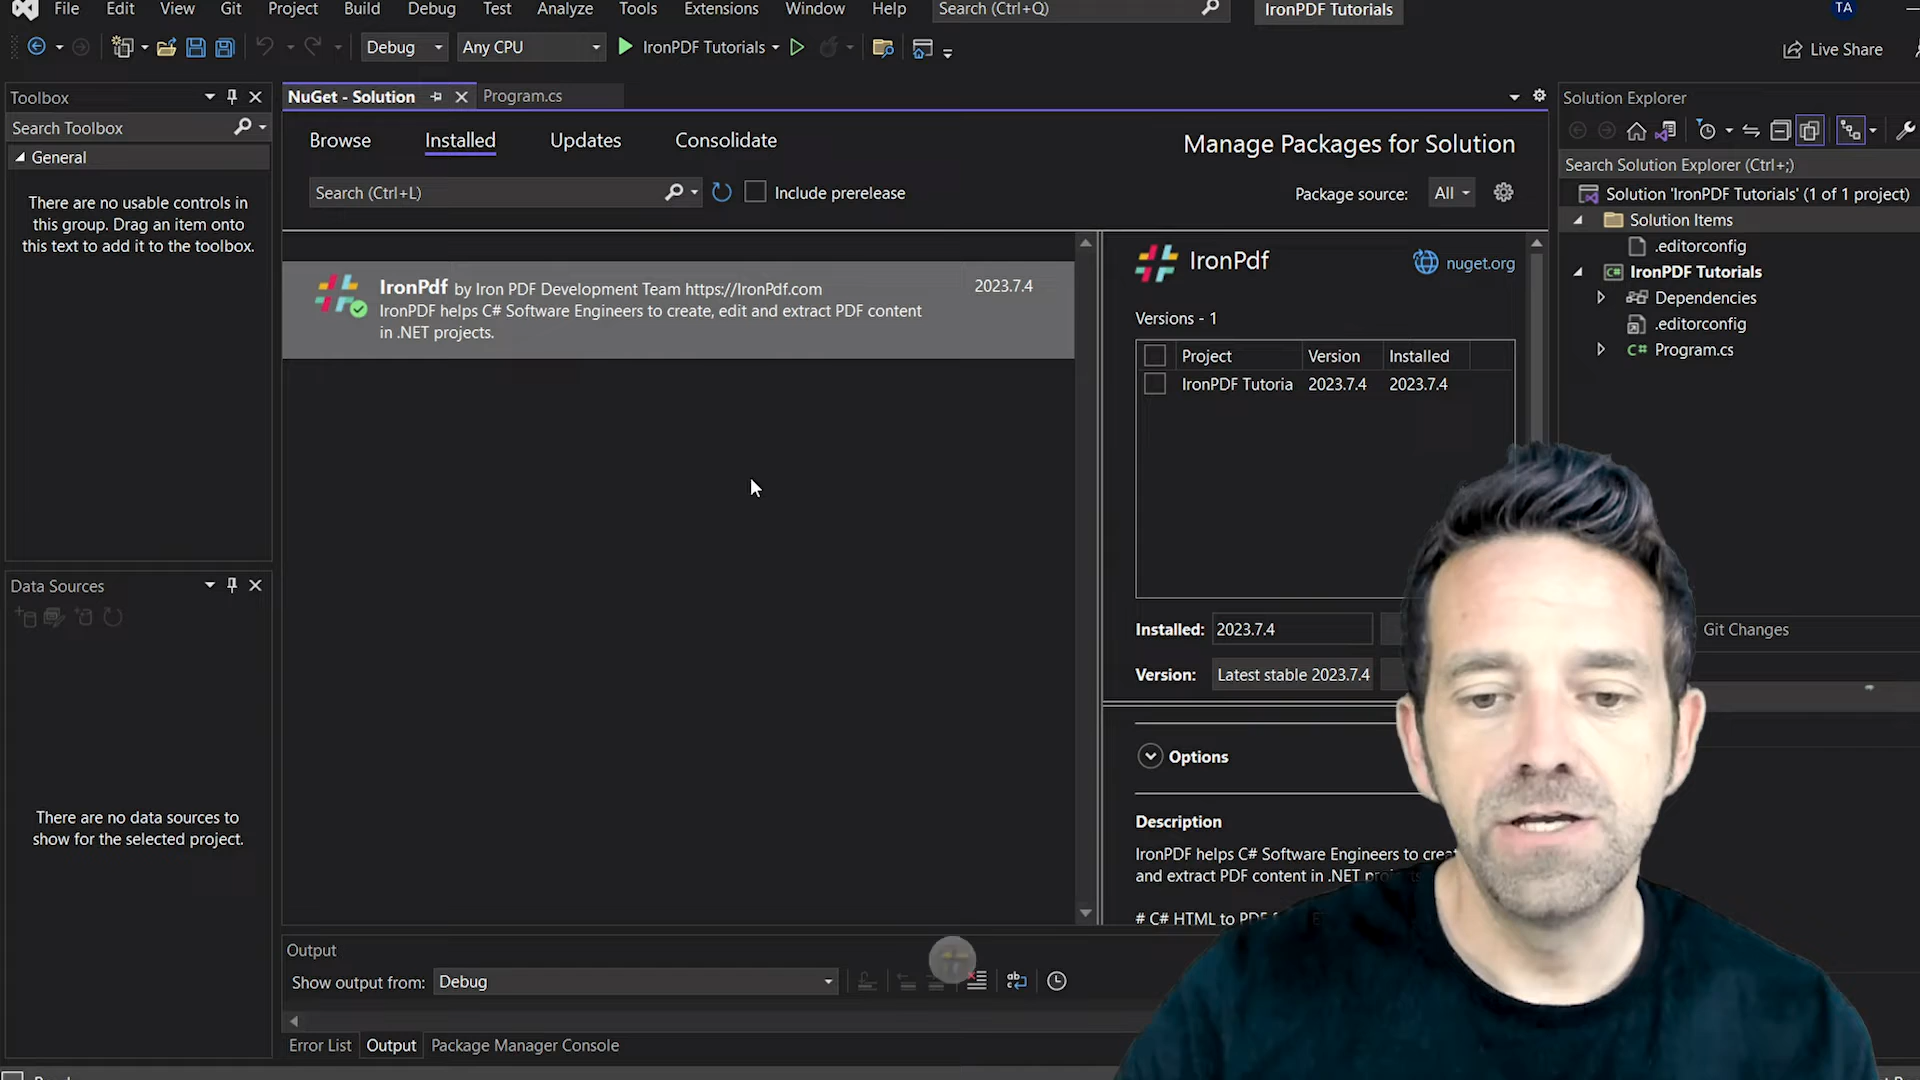 File Edit View Git Project Build Debug Test Analyze Tools Extensions Window Help Search (Ctrl+Q) IronPDF Tutorials TA
Debug Any CPU IronPDF Tutorials Live Share
Toolbox
Search Toolbox
General
There are no usable controls in
this group. Drag an item onto
this text to add it to the toolbox.
Data Sources
There are no data sources to
show for the selected project.
NuGet - Solution Program.cs
Browse Installed Updates Consolidate Manage Packages for Solution
Search (Ctrl+L) Include prerelease Package source: All
IronPdf by Iron PDF Development Team https://IronPdf.com 2023.7.4
IronPDF helps C# Software Engineers to create, edit and extract PDF content
in .NET projects.
IronPdf nuget.org
Versions - 1
Project Version Installed
IronPDF Tutoria 2023.7.4 2023.7.4
Installed: 2023.7.4
Version: Latest stable 2023.7.4
Options
Description
IronPDF helps C# Software Engineers to crea
and extract PDF content in .NET
# C# HTML to PDF
Output
Show output from: Debug
Error List Output Package Manager Console
Solution Explorer
Search Solution Explorer (Ctrl+;)
Solution 'IronPDF Tutorials' (1 of 1 project)
Solution Items
.editorconfig
IronPDF Tutorials
Dependencies
.editorconfig
C# Program.cs
Git Changes